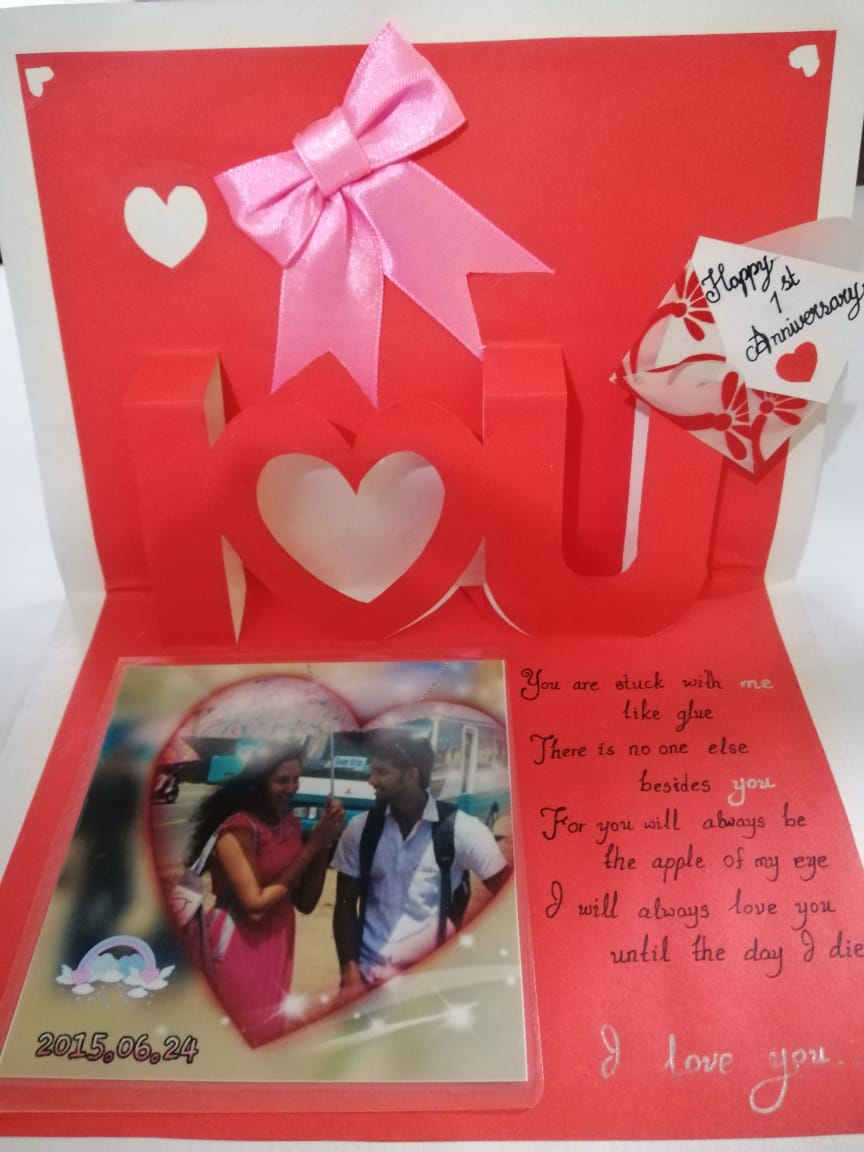 Happy
1st
Anniversary
I U
You are stuck with me
like glue
There is no one else
besides you
For you will always be
the apple of my eye
I will always love you
until the day I die
I love you.
2015.06.24